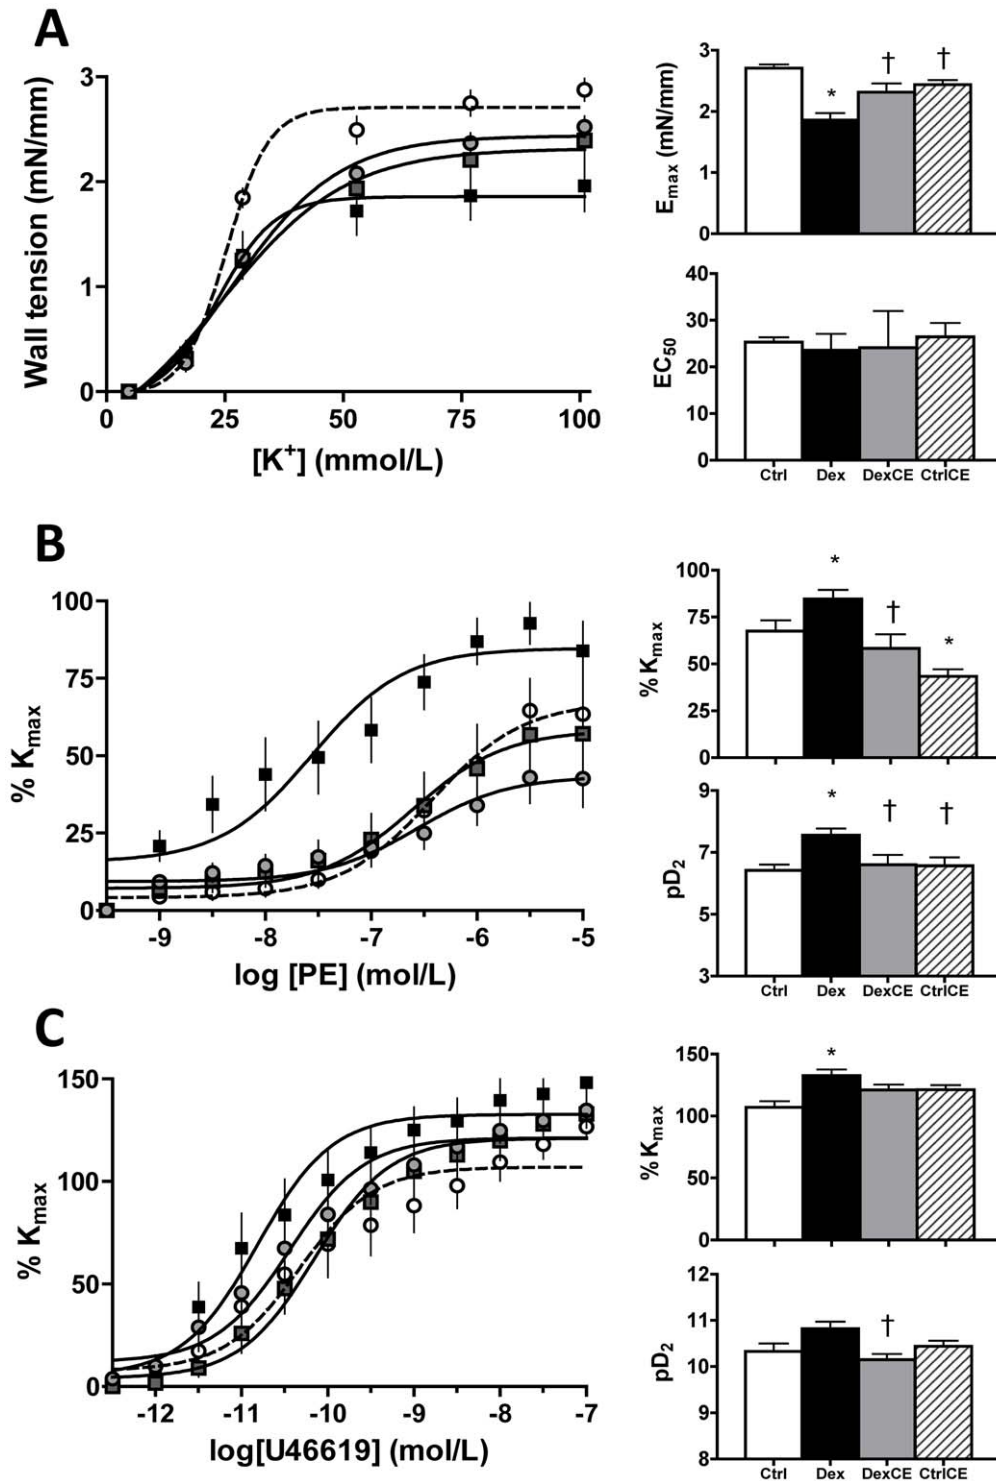 A
Wall tension (mN/mm)
3
2
1
0
0 25 50 75 100
[K+] (mmol/L)
Emax (mN/mm)
3
2
1
0
* † †
EC50
40
30
20
10
0
Ctrl Dex DexCE CtrlCE
B
% Kmax
100
75
50
25
0
-9 -8 -7 -6 -5
log [PE] (mol/L)
% Kmax
100
75
50
25
0
* † *
pD2
9
7
5
3
* † †
Ctrl Dex DexCE CtrlCE
C
% Kmax
150
100
50
0
-12 -11 -10 -9 -8 -7
log[U46619] (mol/L)
% Kmax
150
100
50
0
*
pD2
12
11
10
9
8
†
Ctrl Dex DexCE CtrlCE